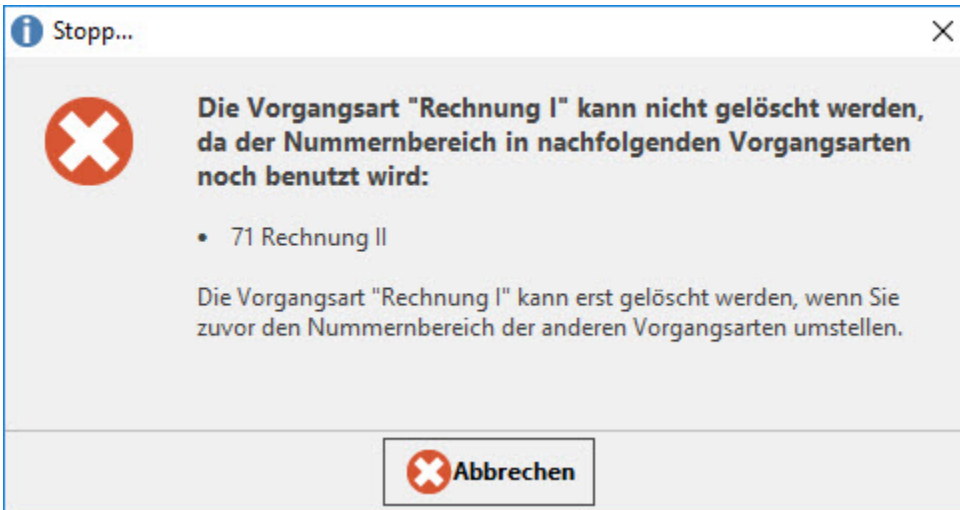 Stopp...
Die Vorgangsart "Rechnung I" kann nicht gelöscht werden,
da der Nummernbereich in nachfolgenden Vorgangsarten
noch benutzt wird:
• 71 Rechnung II
Die Vorgangsart "Rechnung I" kann erst gelöscht werden, wenn Sie
zuvor den Nummernbereich der anderen Vorgangsarten umstellen.
Abbrechen